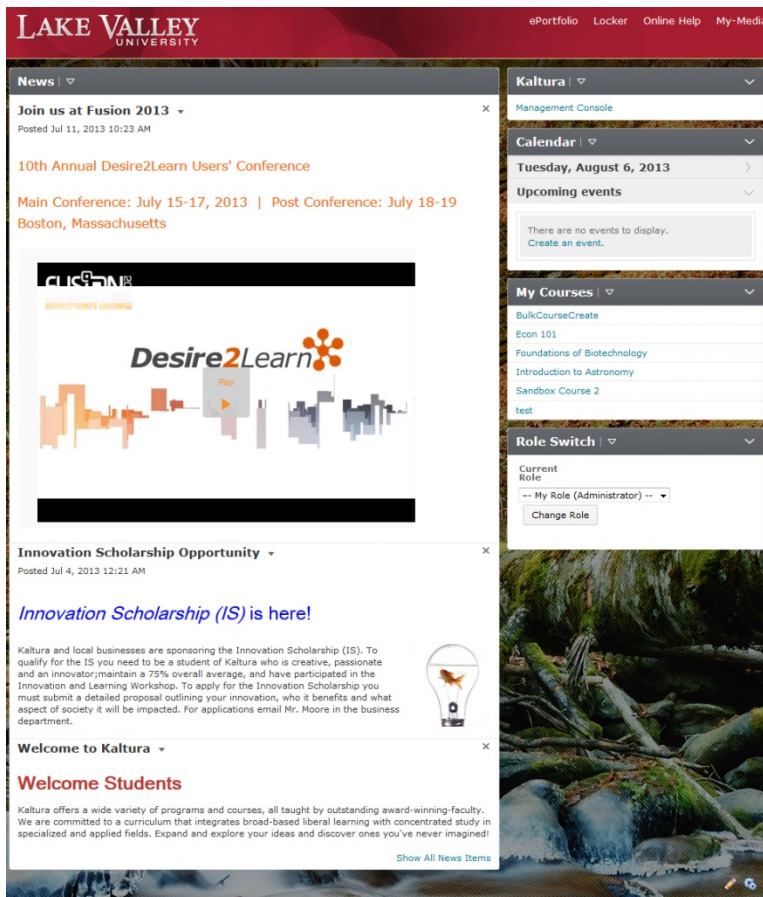 LAKE VALLEY
UNIVERSITY
ePortfolio Locker Online Help My-Media
News
Join us at Fusion 2013
Posted Jul 11, 2013 10:23 AM
10th Annual Desire2Learn Users' Conference
Main Conference: July 15-17, 2013 | Post Conference: July 18-19
Boston, Massachusetts
Desire2Learn
Play
Innovation Scholarship Opportunity
Posted Jul 4, 2013 12:21 AM
Innovation Scholarship (IS) is here!
Kaltura and local businesses are sponsoring the Innovation Scholarship (IS). To
qualify for the IS you need to be a student of Kaltura who is creative, passionate
and an innovator;maintain a 75% overall average, and have participated in the
Innovation and Learning Workshop. To apply for the Innovation Scholarship you
must submit a detailed proposal outlining your innovation, who it benefits and what
aspect of society it will be impacted. For applications email Mr. Moore in the business
department.
Welcome to Kaltura
Welcome Students
Kaltura offers a wide variety of programs and courses, all taught by outstanding award-winning-faculty.
We are committed to a curriculum that integrates broad-based liberal learning with concentrated study in
specialized and applied fields. Expand and explore your ideas and discover ones you've never imagined!
Show All News Items
Kaltura
Management Console
Calendar
Tuesday, August 6, 2013
Upcoming events
There are no events to display.
Create an event.
My Courses
BulkCourseCreate
Econ 101
Foundations of Biotechnology
Introduction to Astronomy
Sandbox Course 2
test
Role Switch
Current
Role
-- My Role (Administrator) --
Change Role